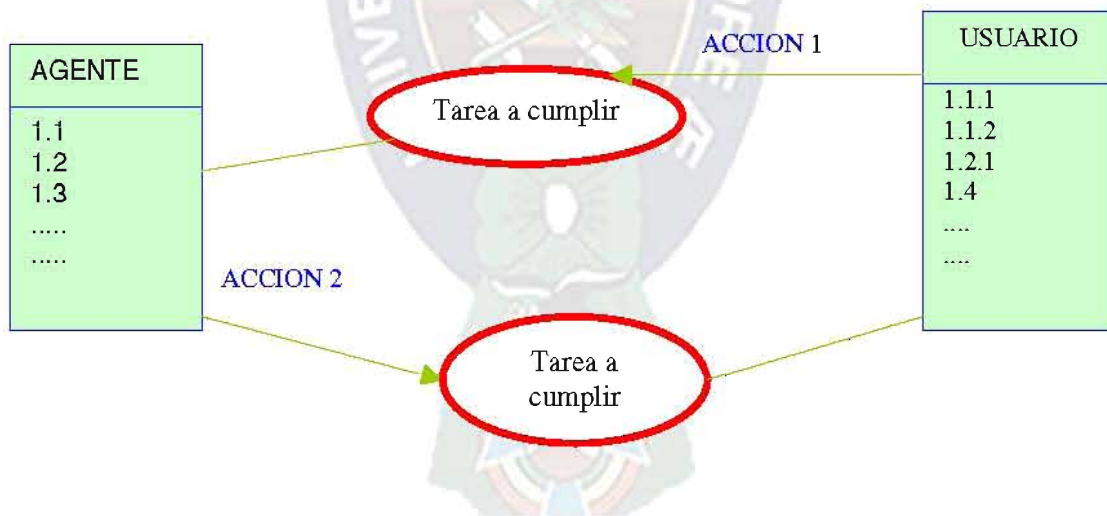 AGENTE
1.1
1.2
1.3
.....
.....
ACCION 1
Tarea a cumplir
USUARIO
1.1.1
1.1.2
1.2.1
1.4
....
....
ACCION 2
Tarea a
cumplir